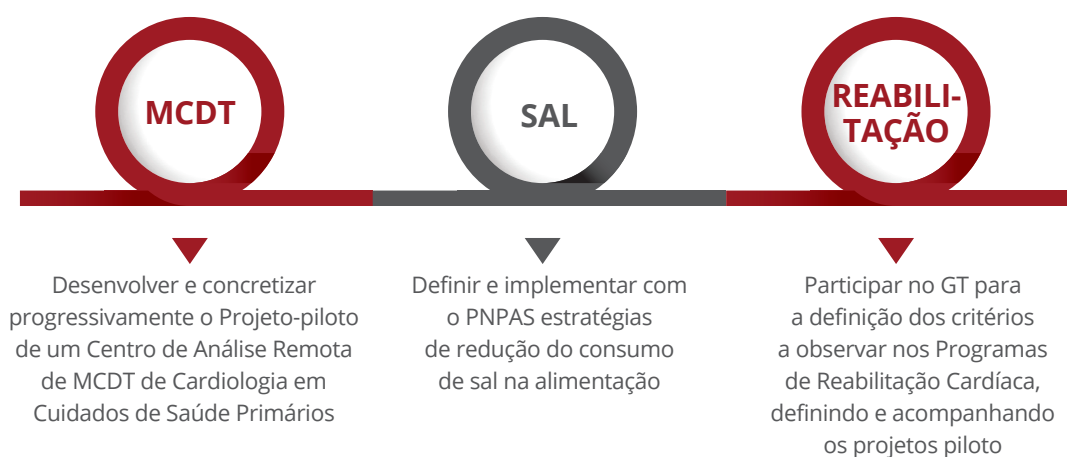 MCDT
Desenvolver e concretizar
progressivamente o Projeto-piloto
de um Centro de Análise Remota
de MCDT de Cardiologia em
Cuidados de Saúde Primários
SAL
Definir e implementar com
o PNPAS estratégias
de redução do consumo
de sal na alimentação
REABILI-
TAÇÃO
Participar no GT para
a definição dos critérios
a observar nos Programas
de Reabilitação Cardíaca,
definindo e acompanhando
os projetos piloto